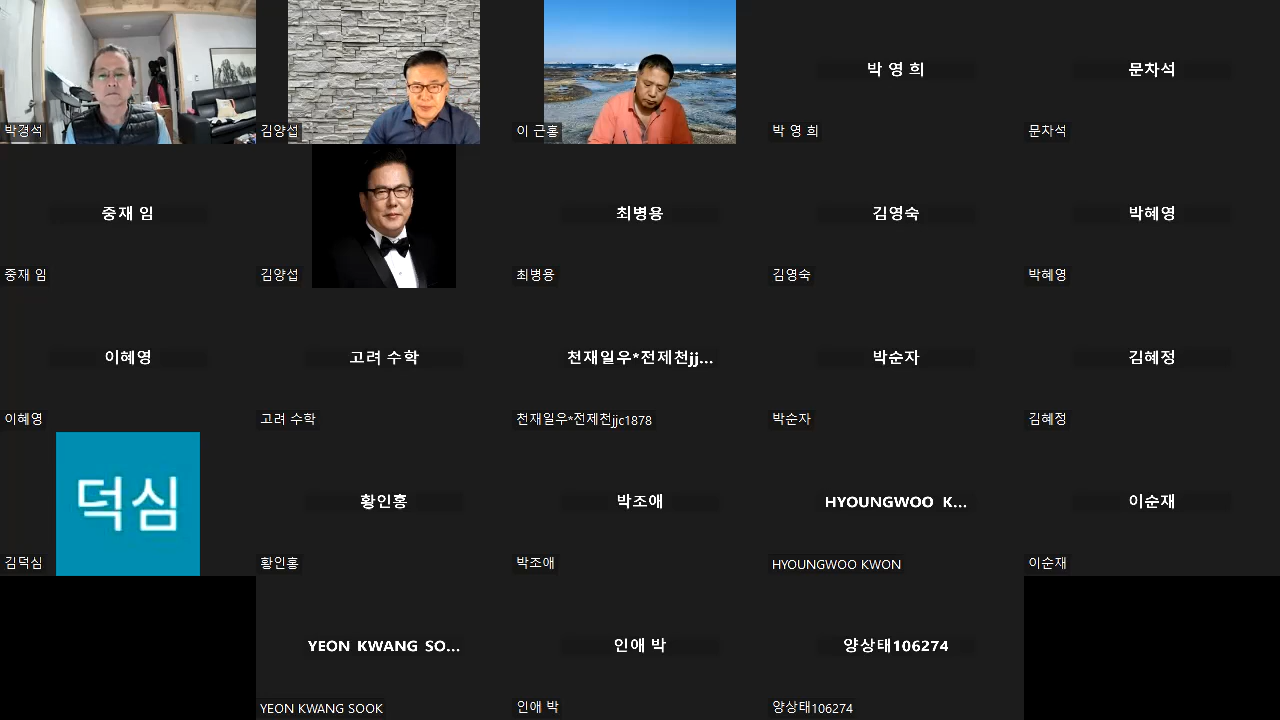 박경석
김양섭
이 근홍
박 영 희
박 영 희
문차석
문차석
중재 임
중재 임
김양섭
최병용
최병용
김영숙
김영숙
박혜영
박혜영
이혜영
이혜영
고려 수학
고려 수학
천재일우*전제천jj...
천재일우*전제천jjc1878
박순자
박순자
김혜정
김혜정
덕심
김덕심
황인홍
황인홍
박조애
박조애
HYOUNGWOO K...
HYOUNGWOO KWON
이순재
이순재
YEON KWANG SO...
YEON KWANG SOOK
인애 박
인애 박
양상태106274
양상태106274